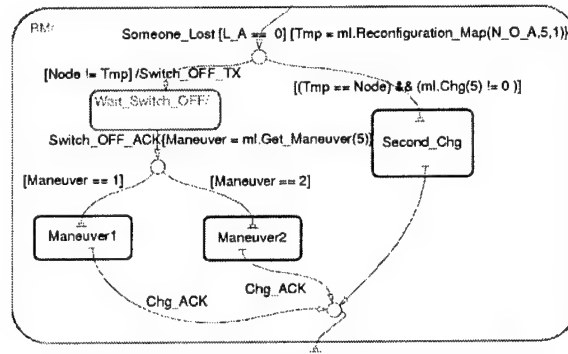 RMr
Someone_Lost [L_A == 0] {Tmp = ml.Reconfiguration_Map(N_O_A,5,1)}
[Node != Tmp] /Switch_OFF_TX
[(Tmp == Node) && (ml.Chg(5) != 0 )]
Wait_Switch_OFF/
Switch_OFF_ACK{Maneuver = ml.Get_Maneuver(5)}
Second_Chg
[Maneuver == 1]
[Maneuver == 2]
Maneuver1
Maneuver2
Chg_ACK
Chg_ACK